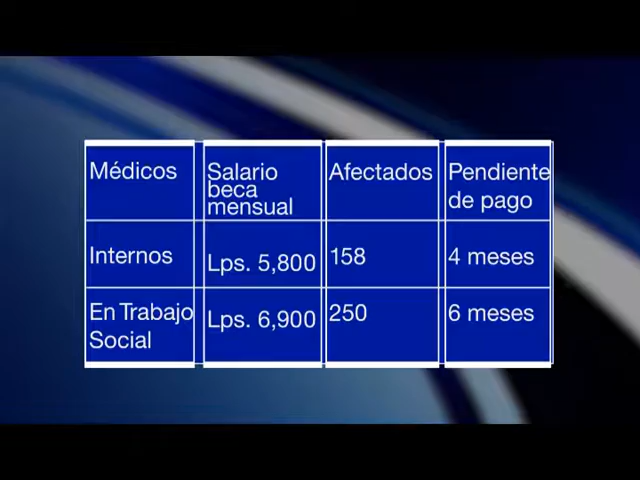 Médicos Salario beca mensual Afectados Pendiente de pago
Internos Lps. 5,800 158 4 meses
En Trabajo Social Lps. 6,900 250 6 meses